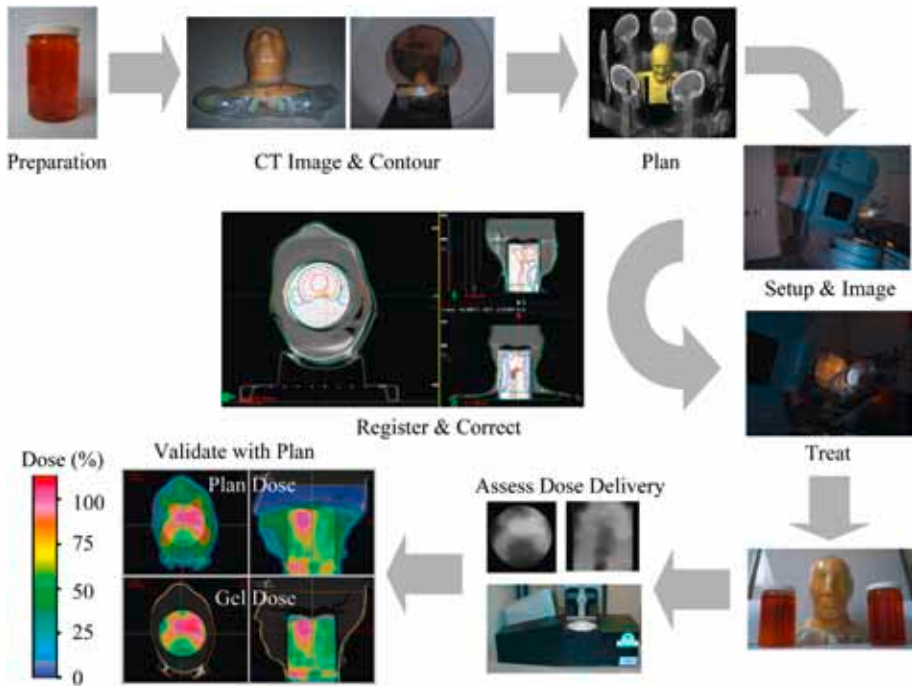 Preparation
CT Image & Contour
Plan
Setup & Image
Register & Correct
Treat
Validate with Plan
Dose (%)
Plan Dose
Assess Dose Delivery
100
75
50
Gel Dose
25
0